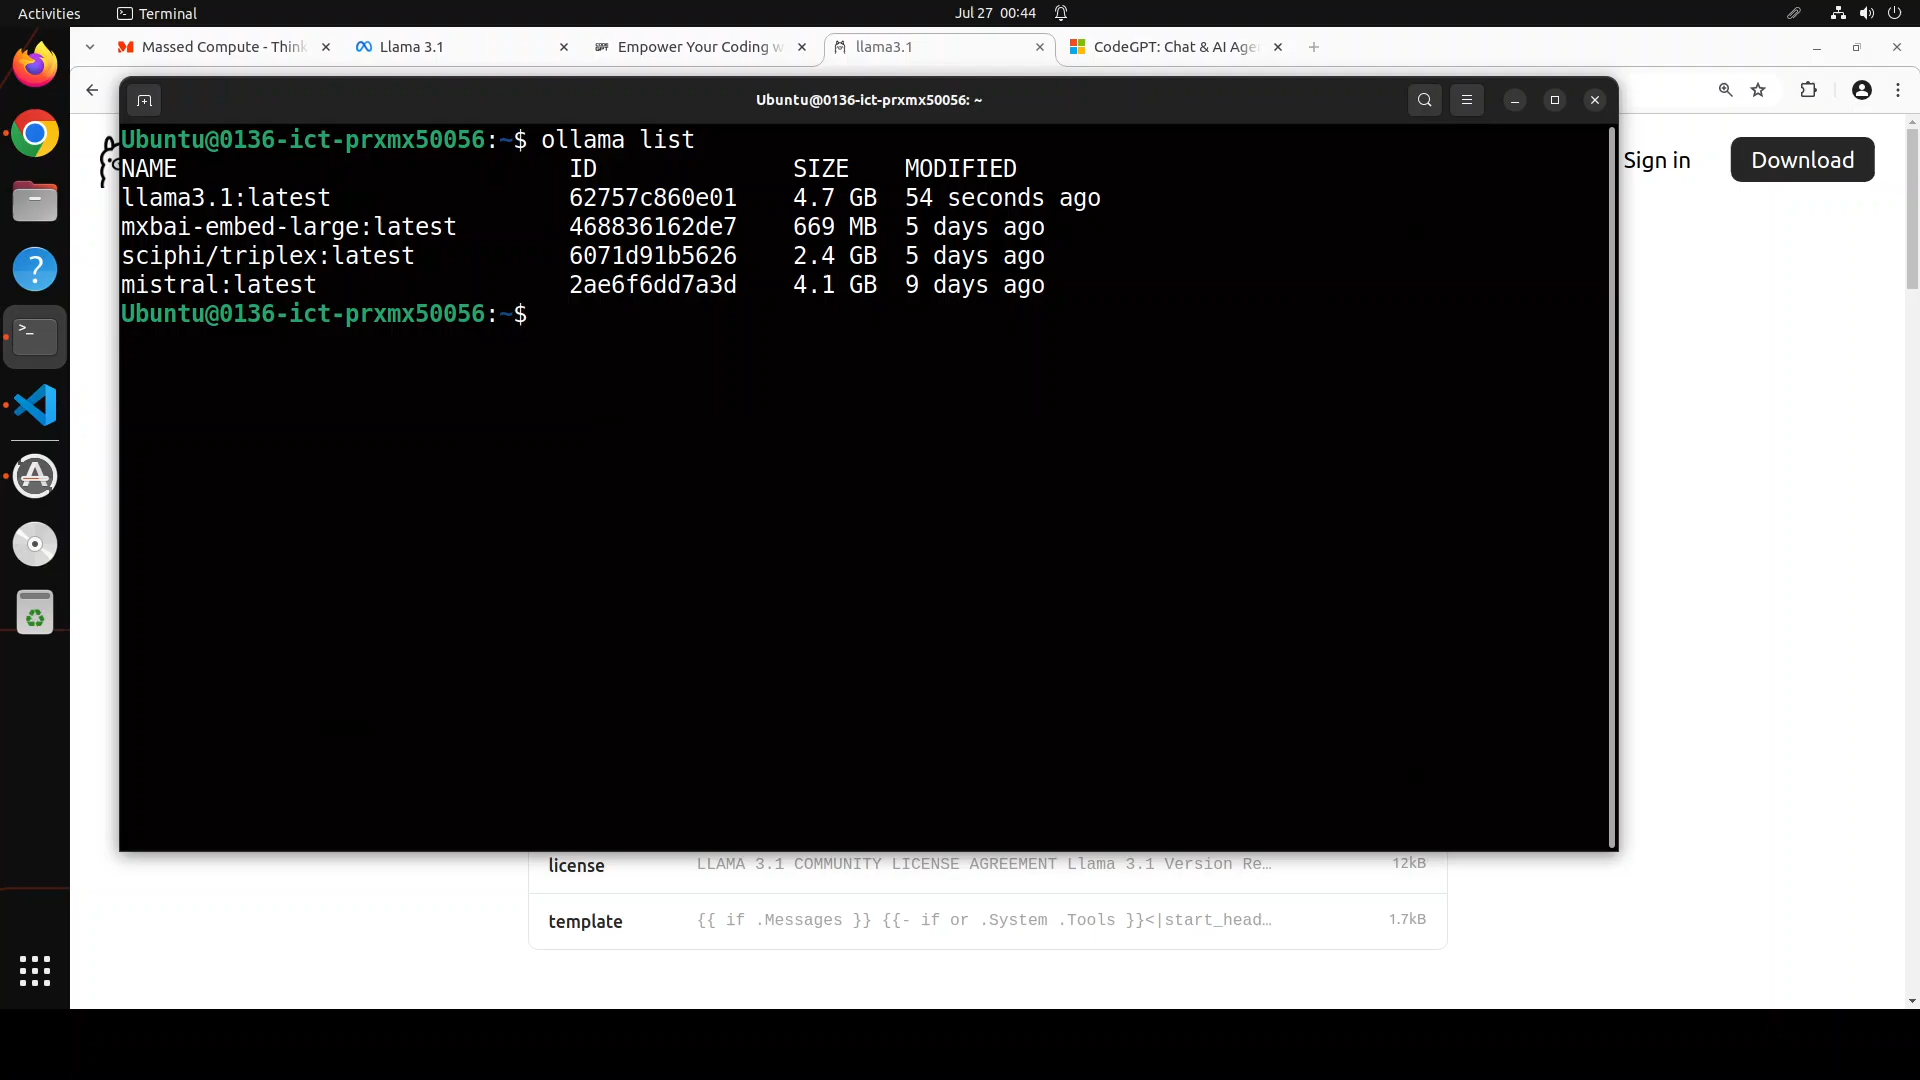 Activities Terminal Jul 27 00:44
Massed Compute - Think Llama 3.1 Empower Your Coding w llama3.1 CodeGPT: Chat & AI Age
Ubuntu@0136-ict-prxmx50056: ~
Ubuntu@0136-ict-prxmx50056:~$ ollama list
NAME ID SIZE MODIFIED
llama3.1:latest 62757c860e01 4.7 GB 54 seconds ago
mxbai-embed-large:latest 468836162de7 669 MB 5 days ago
sciphi/triplex:latest 6071d91b5626 2.4 GB 5 days ago
mistral:latest 2ae6f6dd7a3d 4.1 GB 9 days ago
Ubuntu@0136-ict-prxmx50056:~$
Sign in Download
license LLAMA 3.1 COMMUNITY LICENSE AGREEMENT Llama 3.1 Version Re… 12kB
template {{ if .Messages }} {{- if or .System .Tools }}<|start_head… 1.7kB